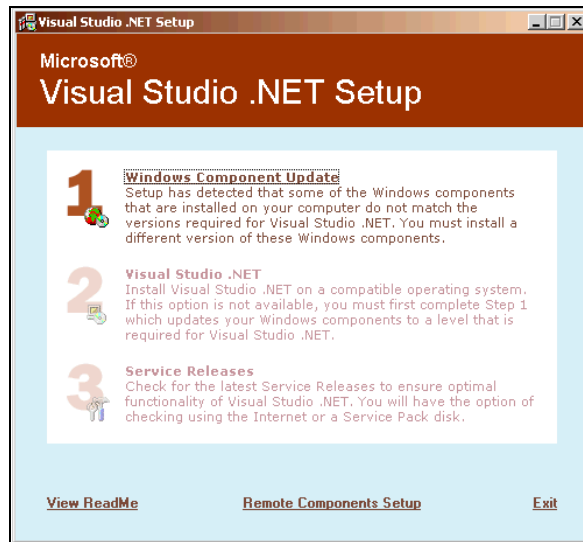 Visual Studio .NET Setup
Microsoft®
Visual Studio .NET Setup
1
Windows Component Update
Setup has detected that some of the Windows components
that are installed on your computer do not match the
versions required for Visual Studio .NET. You must install a
different version of these Windows components.
2
Visual Studio .NET
Install Visual Studio .NET on a compatible operating system.
If this option is not available, you must first complete Step 1
which updates your Windows components to a level that is
required for Visual Studio .NET.
3
Service Releases
Check for the latest Service Releases to ensure optimal
functionality of Visual Studio .NET. You will have the option of
checking using the Internet or a Service Pack disk.
View ReadMe Remote Components Setup Exit